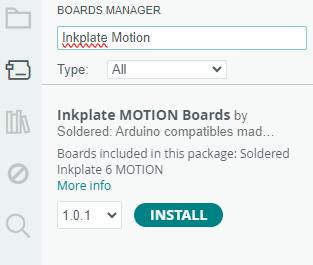 BOARDS MANAGER
Inkplate Motion
Type: All
Inkplate MOTION Boards by
Soldered: Arduino compatibles mad...
Boards included in this package: Soldered
Inkplate 6 MOTION
More info
1.0.1 INSTALL